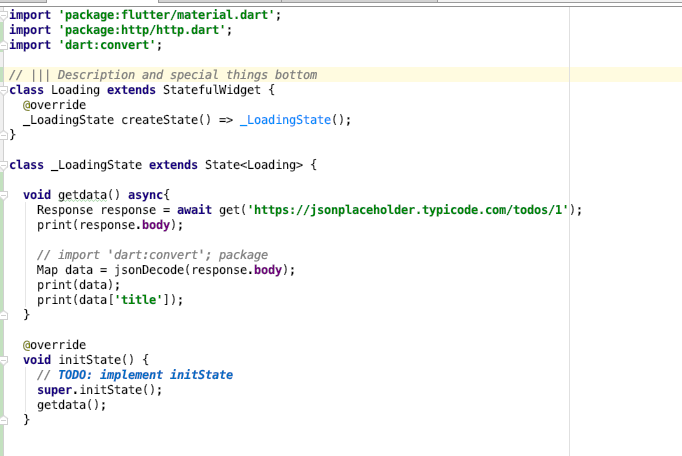 import 'package:flutter/material.dart';
import 'package:http/http.dart';
import 'dart:convert';
// ||| Description and special things bottom
class Loading extends StatefulWidget {
@override
_LoadingState createState() => _LoadingState();
}
class _LoadingState extends State<Loading> {
void getdata() async{
Response response = await get('https://jsonplaceholder.typicode.com/todos/1');
print(response.body);
// import 'dart:convert'; package
Map data = jsonDecode(response.body);
print(data);
print(data['title']);
}
@override
void initState() {
// TODO: implement initState
super.initState();
getdata();
}